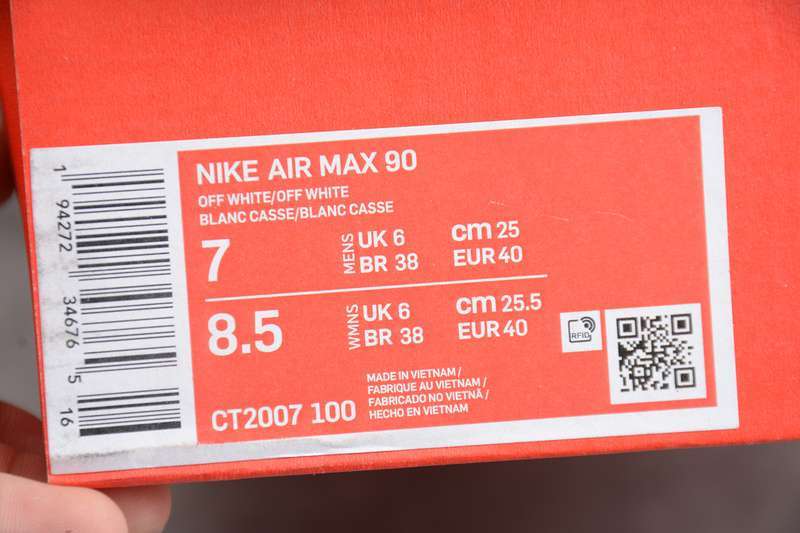 NIKE AIR MAX 90
OFF WHITE/OFF WHITE
BLANC CASSE/BLANC CASSE
7
MENS
UK 6
BR 38
cm 25
EUR 40
8.5
WMNS
UK 6
BR 38
cm 25.5
EUR 40
RFID
MADE IN VIETNAM /
FABRIQUE AU VIETNAM /
FABRICADO NO VIETNÃ /
HECHO EN VIETNAM
CT2007 100
1 94272 34676 5 16